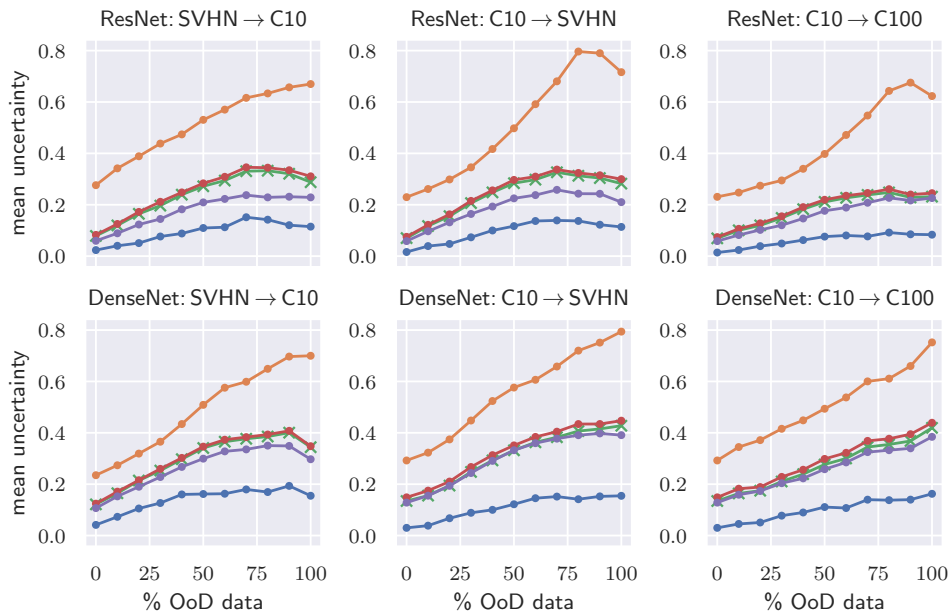 ResNet: SVHN → C10
ResNet: C10 → SVHN
ResNet: C10 → C100
mean uncertainty
0.8
0.6
0.4
0.2
0.0
DenseNet: SVHN → C10
DenseNet: C10 → SVHN
DenseNet: C10 → C100
mean uncertainty
0.8
0.6
0.4
0.2
0.0
0 25 50 75 100
0 25 50 75 100
0 25 50 75 100
% OoD data
% OoD data
% OoD data